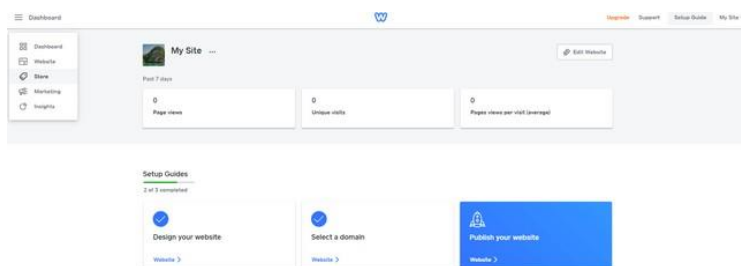 Dashboard
Upgrade Support Setup Guide My Site
Dashboard
Website
Store
Marketing
Insights
My Site ...
Edit Website
Past 7 days
0
Page views
0
Unique visits
0
Pages views per visit (average)
Setup Guides
2 of 3 completed
Design your website
Website >
Select a domain
Website >
Publish your website
Website >